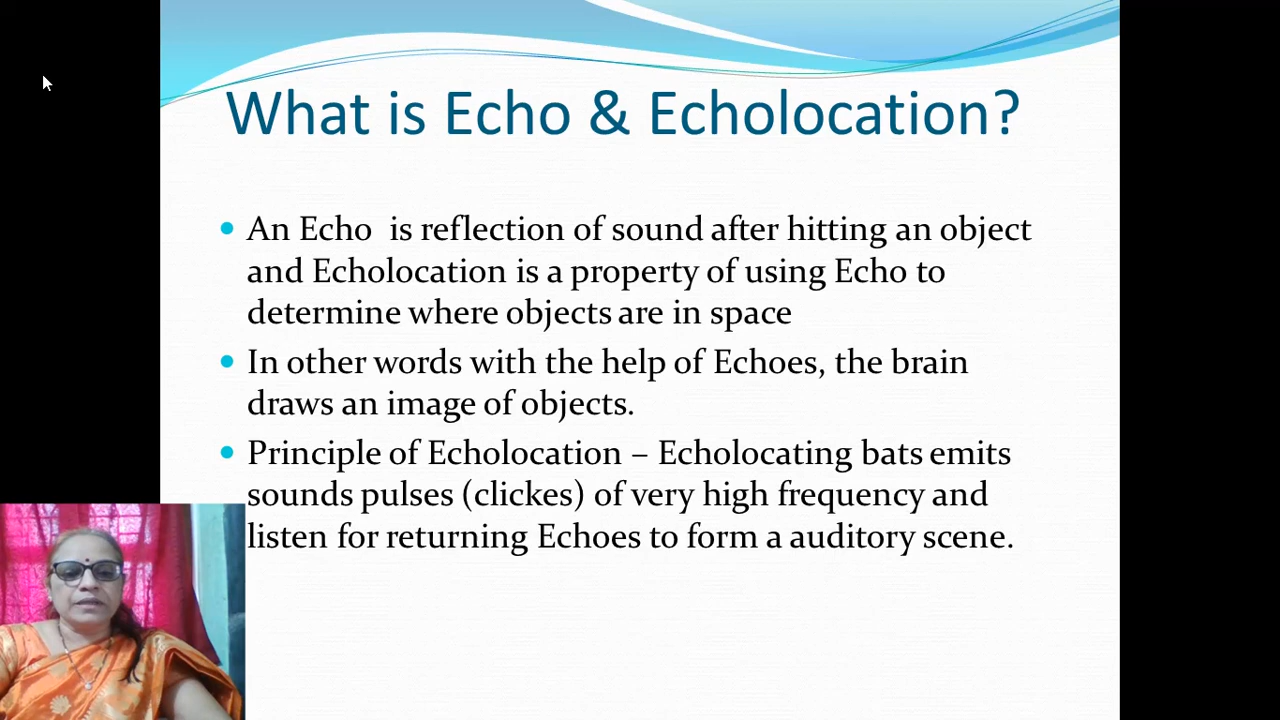 What is Echo & Echolocation?
An Echo  is reflection of sound after hitting an object
and Echolocation is a property of using Echo to
determine where objects are in space
In other words with the help of Echoes, the brain
draws an image of objects.
Principle of Echolocation – Echolocating bats emits
sounds pulses (clickes) of very high frequency and
listen for returning Echoes to form a auditory scene.